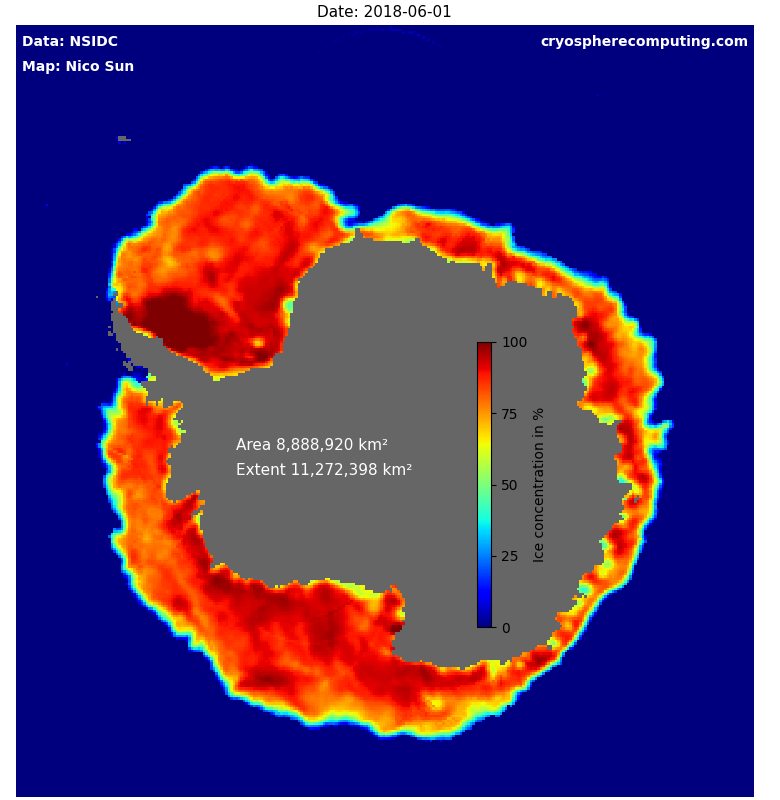 Date: 2018-06-01
Data: NSIDC
cryospherecomputing.com
Map: Nico Sun
100
75
50
25
0
Ice concentration in %
Area 8,888,920 km²
Extent 11,272,398 km²